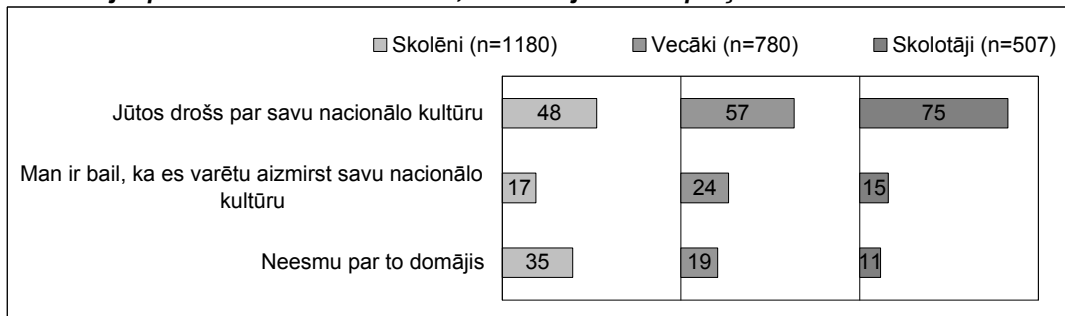 Skolēni (n=1180) Vecāki (n=780) Skolotāji (n=507)
Jūtos drošs par savu nacionālo kultūru 48 57 75
Man ir bail, ka es varētu aizmirst savu nacionālo
kultūru 17 24 15
Neesmu par to domājis 35 19 11